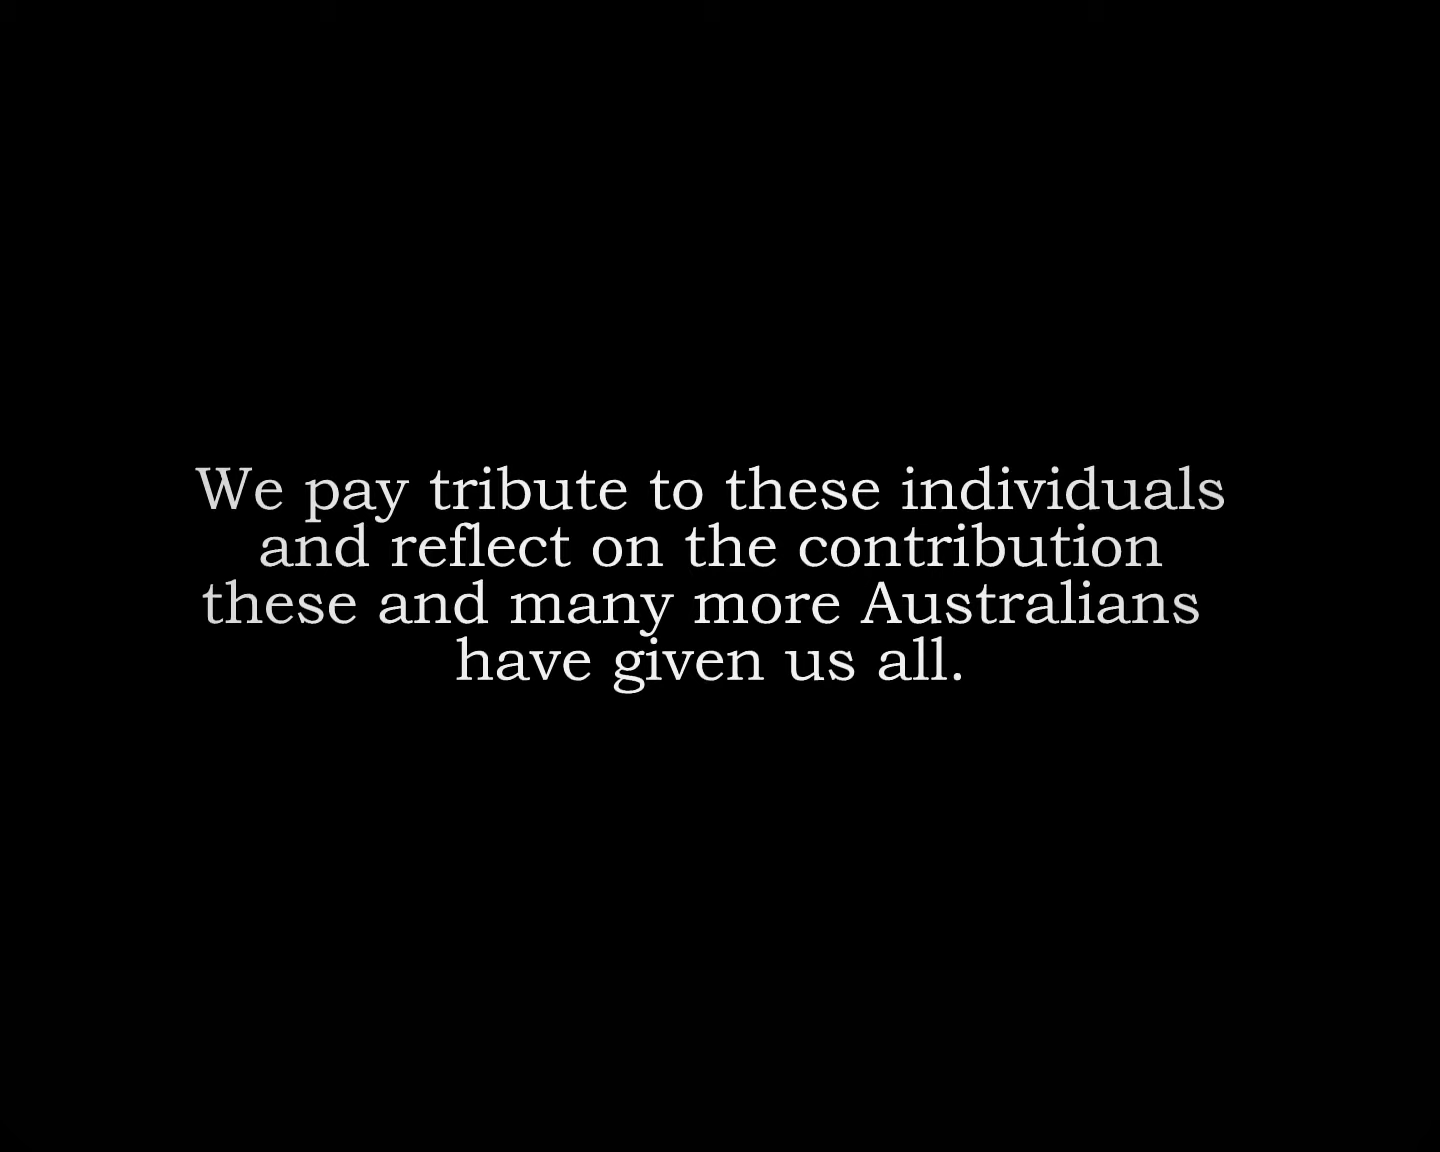 We pay tribute to these individuals
and reflect on the contribution
these and many more Australians
have given us all.